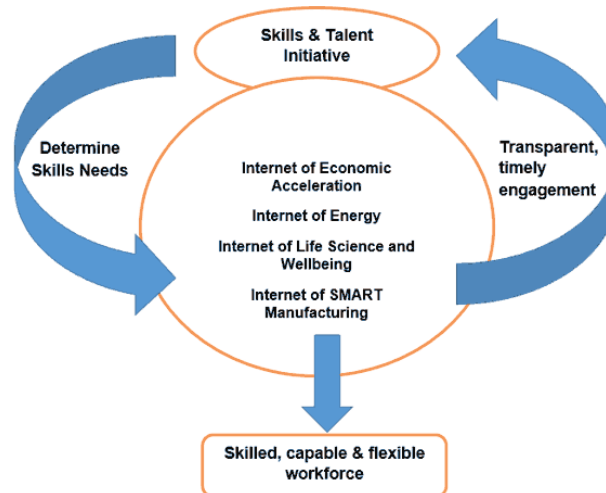 Skills & Talent
Initiative
Determine
Skills Needs
Transparent,
timely
engagement
Internet of Economic
Acceleration
Internet of Energy
Internet of Life Science and
Wellbeing
Internet of SMART
Manufacturing
Skilled, capable & flexible
workforce